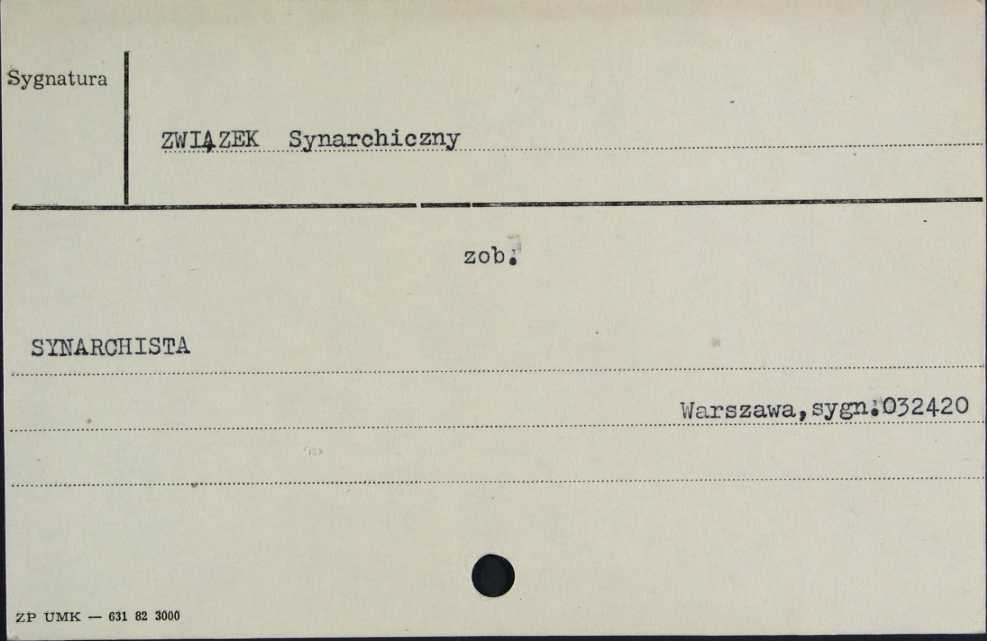 Sygnatura
ZWIĄZEK Synarchiczny
zob.
SYNARCHISTA
Warszawa, sygn.032420
ZP UMK — 631 82 3000